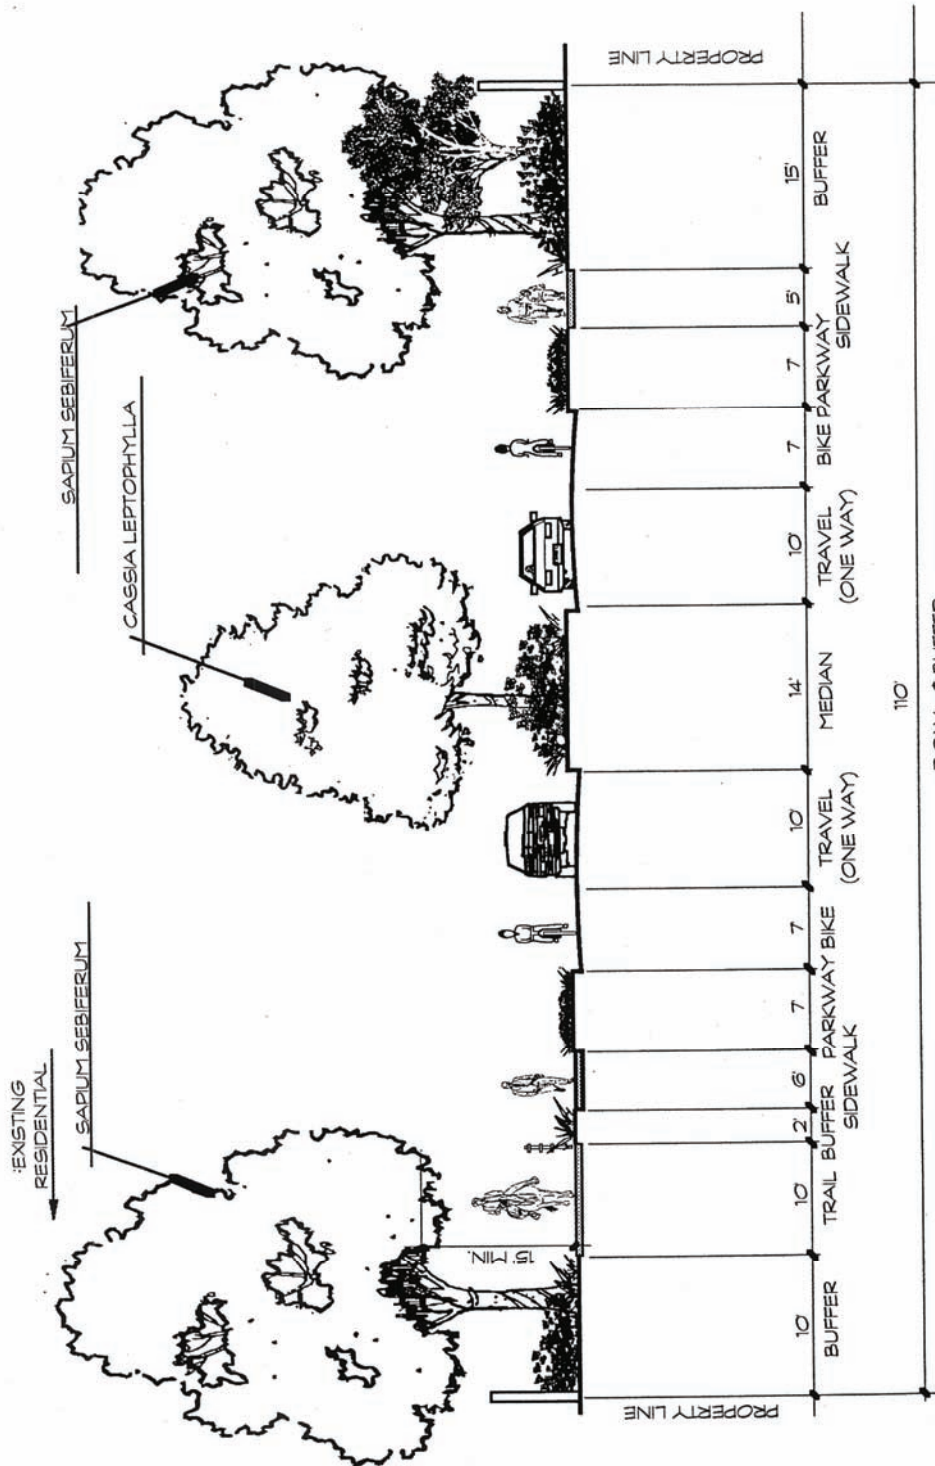 :EXISTING
RESIDENTIAL
SAPIUM SEBIFERUM
CASSIA LEPTOPHYLLA
SAPIUM SEBIFERUM
15' MIN.
PROPERTY LINE
PROPERTY LINE
10' 10' 2' 6' 7 7 10' 14' 10' 7 7 5' 15'
BUFFER TRAIL BUFFER PARKWAY BIKE TRAVEL MEDIAN TRAVEL BIKE PARKWAY BUFFER
SIDEWALK (ONE WAY) (ONE WAY) SIDEWALK
110'